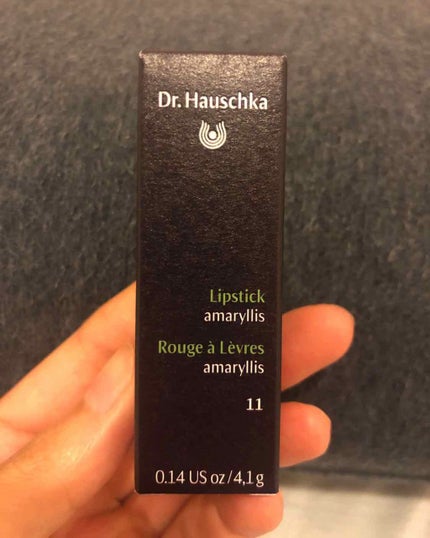 Dr. Hauschka
Lipstick
amaryllis
Rouge à Lèvres
amaryllis
11
0.14 US oz/4,1 g